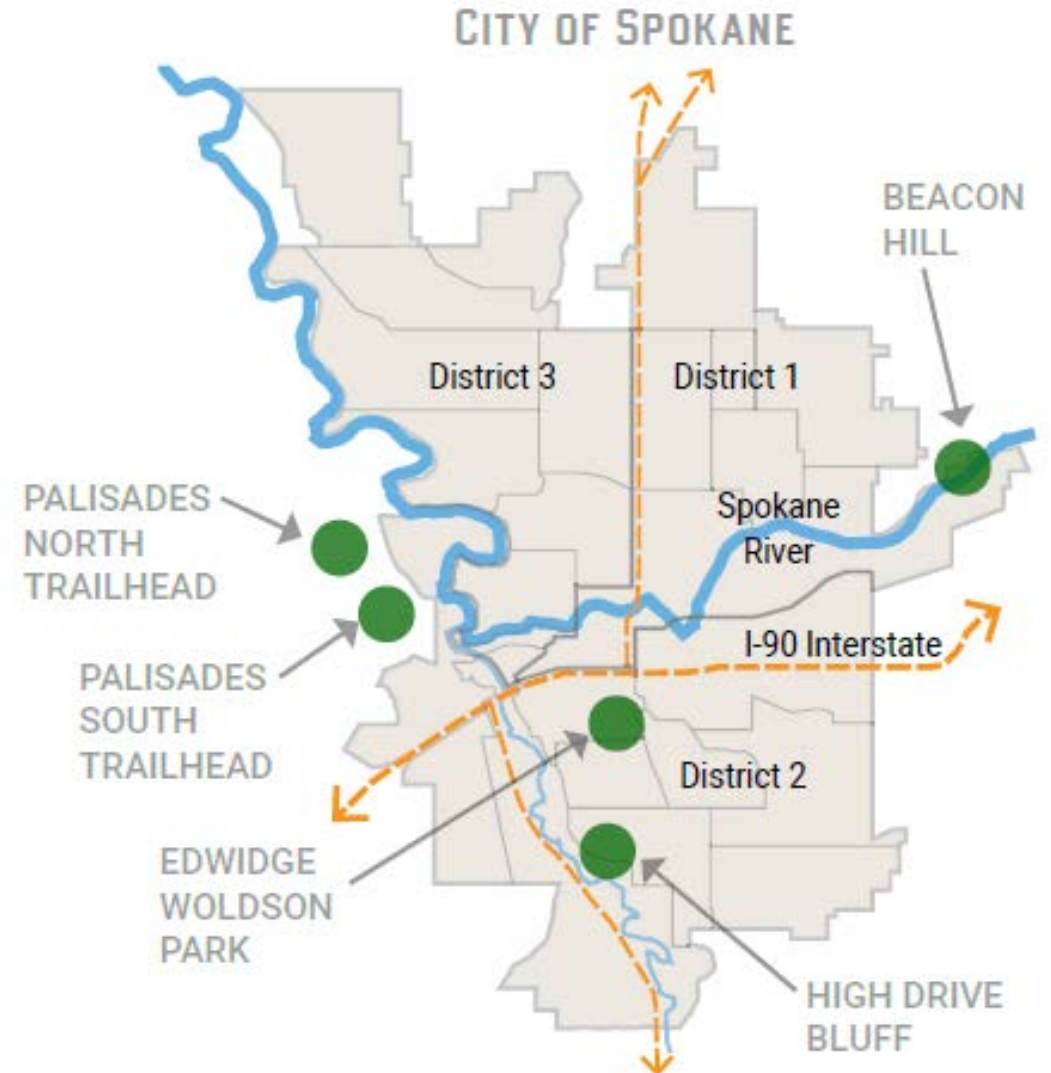 CITY OF SPOKANE
BEACON
HILL
District 3
District 1
PALISADES
NORTH
TRAILHEAD
Spokane
River
I-90 Interstate
PALISADES
SOUTH
TRAILHEAD
District 2
EDWIDGE
WOLDSON
PARK
HIGH DRIVE
BLUFF